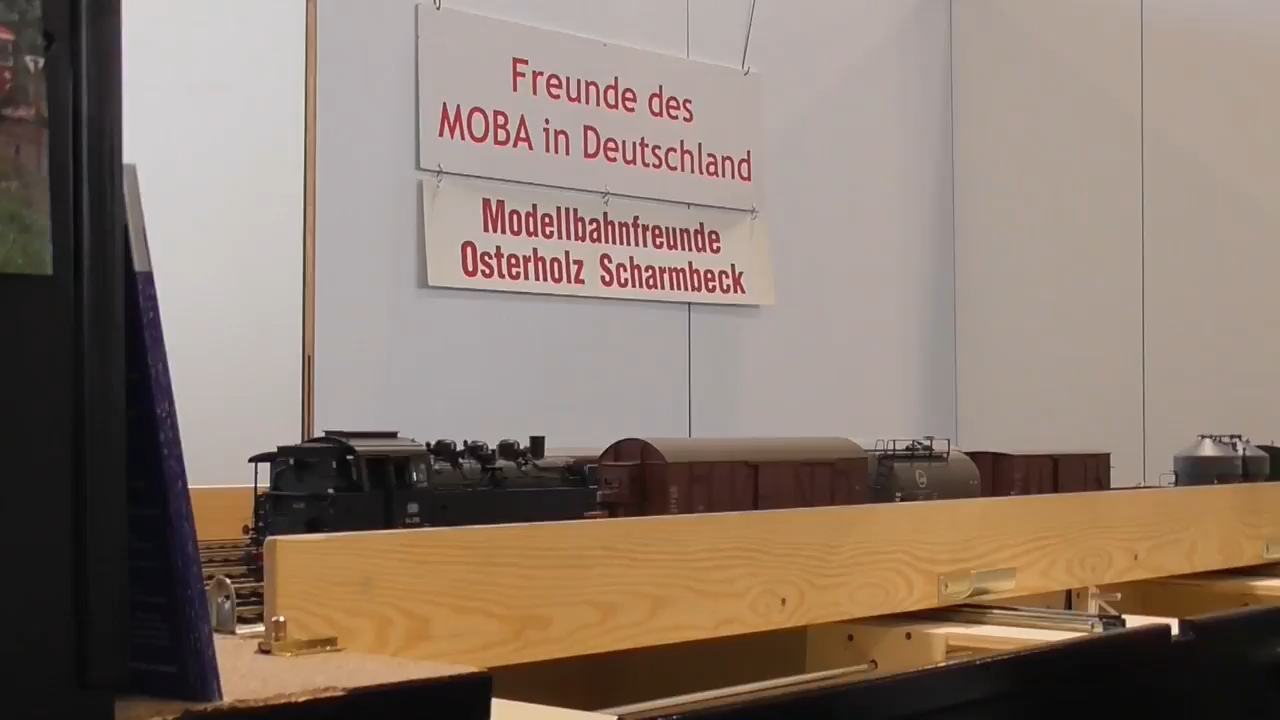 Freunde des
MOBA in Deutschland
Modellbahnfreunde
Osterholz Scharmbeck